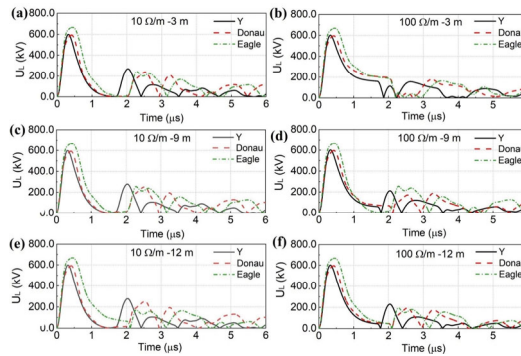 (a)
10 Ω/m -3 m
Y
Donau
Eagle
800.0
600.0
400.0
200.0
0.0
U_L (kV)
0 1 2 3 4 5 6
Time (μs)
(b)
100 Ω/m -3 m
Y
Donau
Eagle
800.0
600.0
400.0
200.0
0.0
U_L (kV)
0 1 2 3 4 5 6
Time (μs)
(c)
10 Ω/m -9 m
Y
Donau
Eagle
800.0
600.0
400.0
200.0
0.0
U_L (kV)
0 1 2 3 4 5 6
Time (μs)
(d)
100 Ω/m -9 m
Y
Donau
Eagle
800.0
600.0
400.0
200.0
0.0
U_L (kV)
0 1 2 3 4 5 6
Time (μs)
(e)
10 Ω/m -12 m
Y
Donau
Eagle
800.0
600.0
400.0
200.0
0.0
U_L (kV)
0 1 2 3 4 5 6
Time (μs)
(f)
100 Ω/m -12 m
Y
Donau
Eagle
800.0
600.0
400.0
200.0
0.0
U_L (kV)
0 1 2 3 4 5 6
Time (μs)